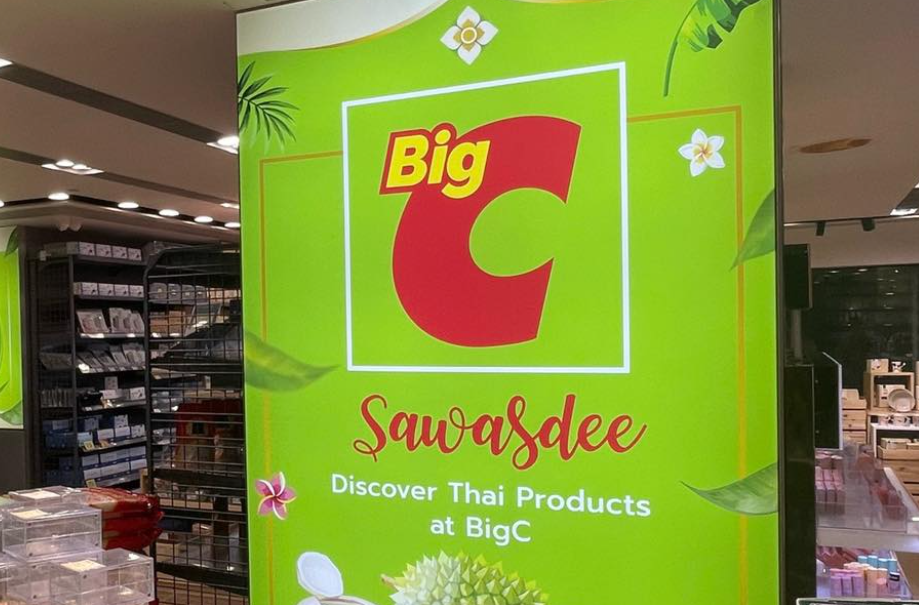 Big C
Sawasdee
Discover Thai Products
at BigC